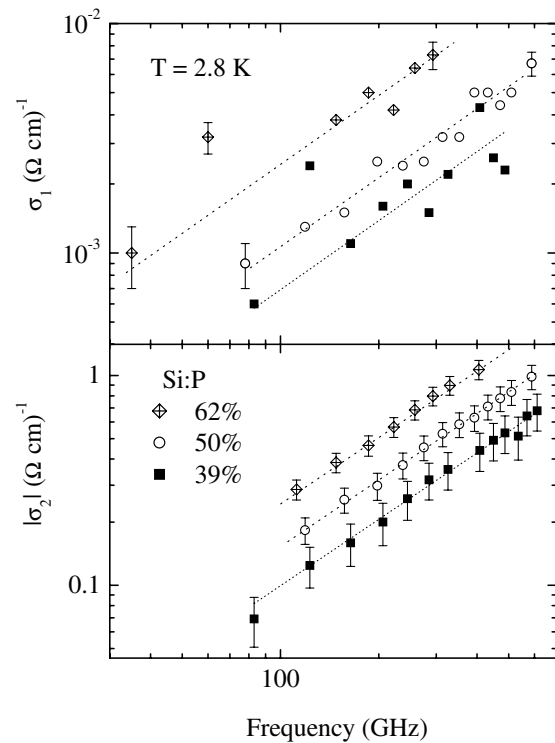 10⁻²
T = 2.8 K
σ₁ (Ω cm)⁻¹
10⁻³
Si:P
62%
50%
39%
1
|σ₂| (Ω cm)⁻¹
0.1
100
Frequency (GHz)